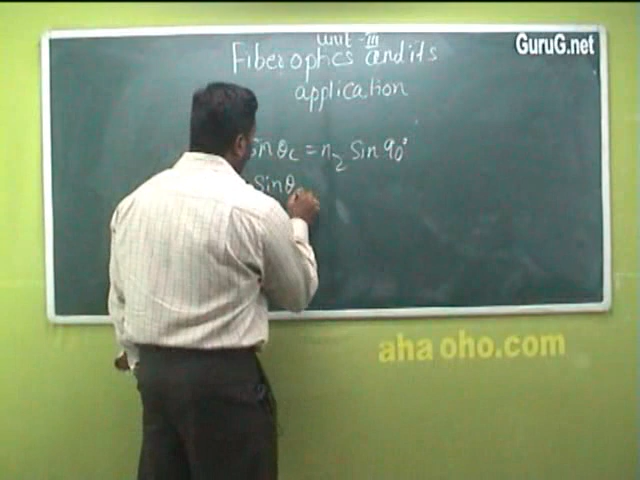 Unit-III
GuruG.net
Fiber optics and its
application
Sin θc = n2 Sin 90°
Sin θ
aha oho.com